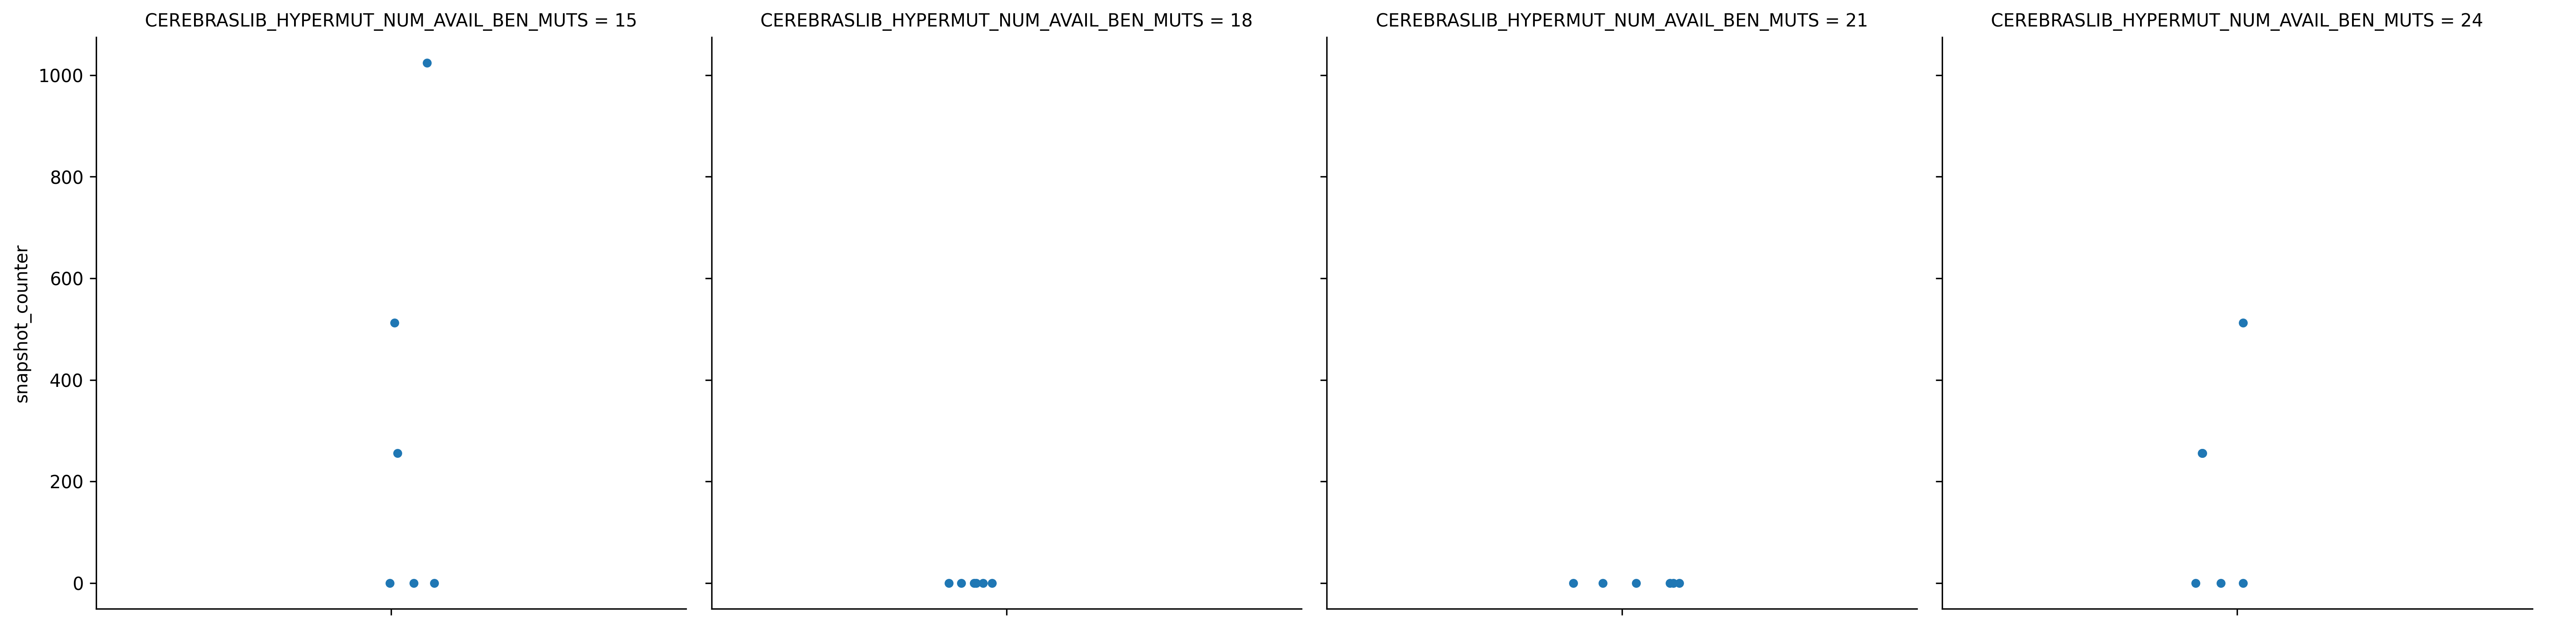 CEREBRASLIB_HYPERMUT_NUM_AVAIL_BEN_MUTS = 15
CEREBRASLIB_HYPERMUT_NUM_AVAIL_BEN_MUTS = 18
CEREBRASLIB_HYPERMUT_NUM_AVAIL_BEN_MUTS = 21
CEREBRASLIB_HYPERMUT_NUM_AVAIL_BEN_MUTS = 24
snapshot_counter
1000
800
600
400
200
0